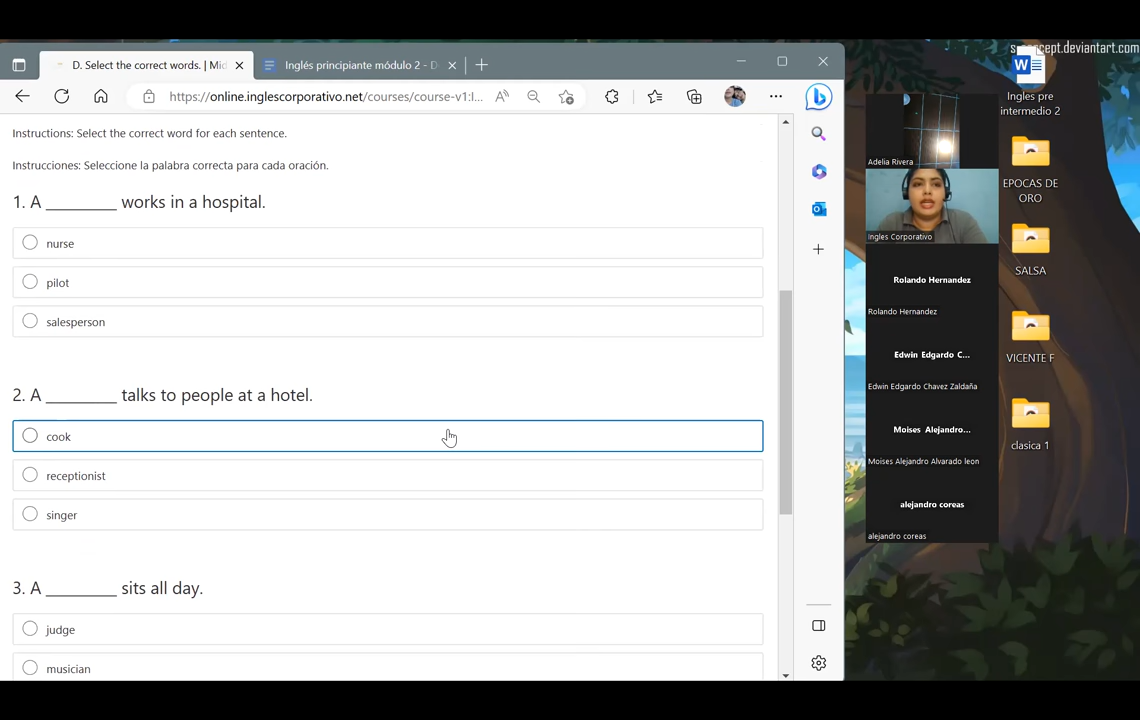 s-concept.deviantart.com
D. Select the correct words. | Mid
Inglés principiante módulo 2 - D
https://online.inglescorporativo.net/courses/course-v1:I...
Instructions: Select the correct word for each sentence.
Instrucciones: Seleccione la palabra correcta para cada oración.
1. A ________ works in a hospital.
nurse
pilot
salesperson
2. A ________ talks to people at a hotel.
cook
receptionist
singer
3. A ________ sits all day.
judge
musician
Adelia Rivera
Ingles Corporativo
Rolando Hernandez
Rolando Hernandez
Edwin Edgardo C...
Edwin Edgardo Chavez Zaldaña
Moises Alejandro...
Moises Alejandro Alvarado leon
alejandro coreas
alejandro coreas
W
Ingles pre
intermedio 2
EPOCAS DE
ORO
SALSA
VICENTE F
clasica 1